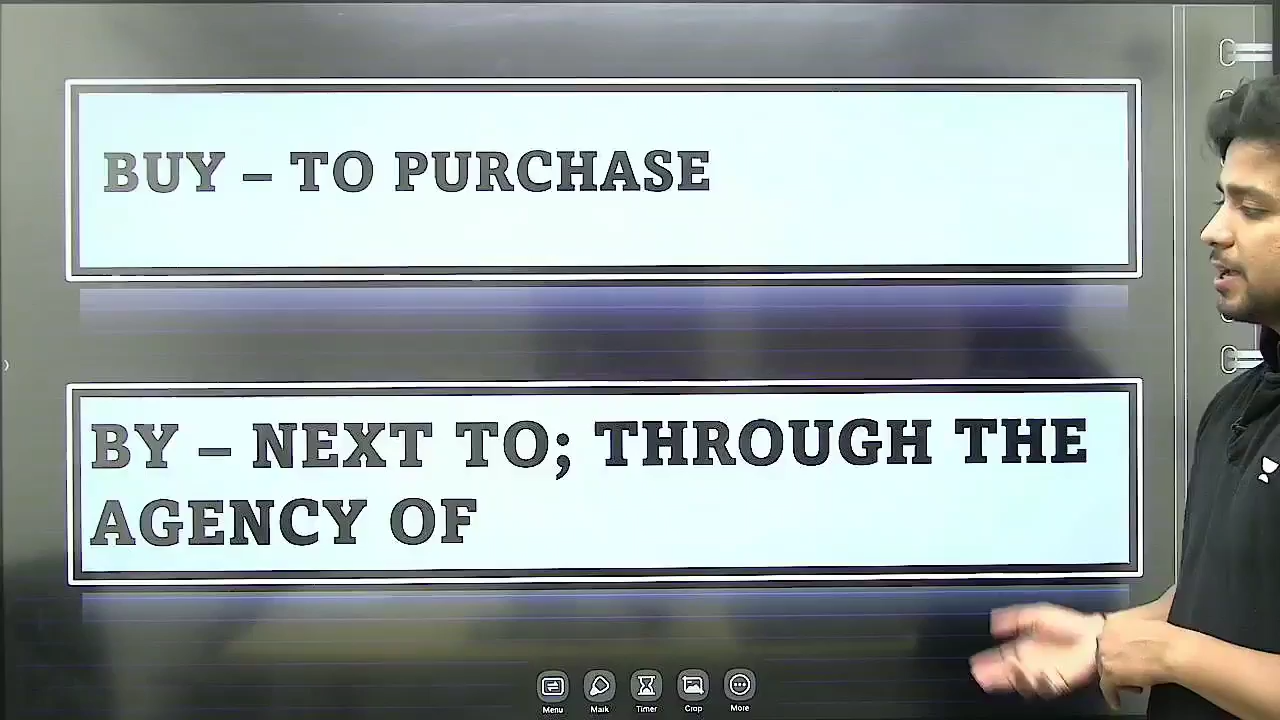 BUY – TO PURCHASE
BY – NEXT TO; THROUGH THE
AGENCY OF
Menu
Mark
Timer
Crop
More